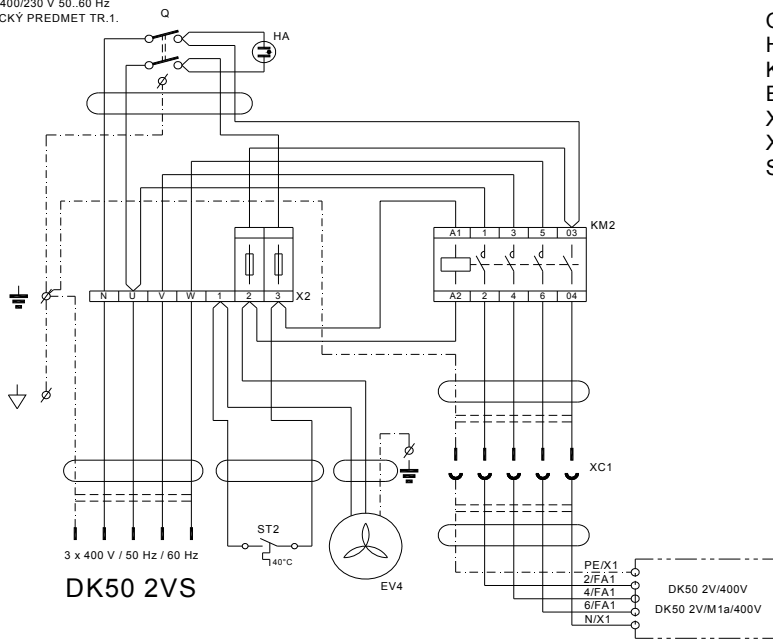 400/230 V 50..60 Hz
CKÝ PREDMET TR.1.
Q
HA
H
K
E
X
X
S
KM2
A1 1 3 5 03
A2 2 4 6 04
N U V W 1 2 3 X2
XC1
ST2
40°C
EV4
3 x 400 V / 50 Hz / 60 Hz
DK50 2VS
PE/X1
2/FA1
4/FA1
6/FA1
N/X1
DK50 2V/400V
DK50 2V/M1a/400V